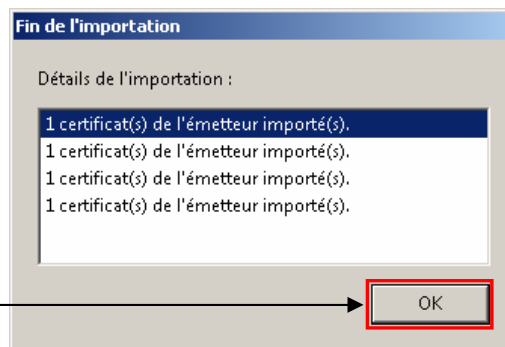 Fin de l'importation
Détails de l'importation :
1 certificat(s) de l'émetteur importé(s).
1 certificat(s) de l'émetteur importé(s).
1 certificat(s) de l'émetteur importé(s).
1 certificat(s) de l'émetteur importé(s).
OK